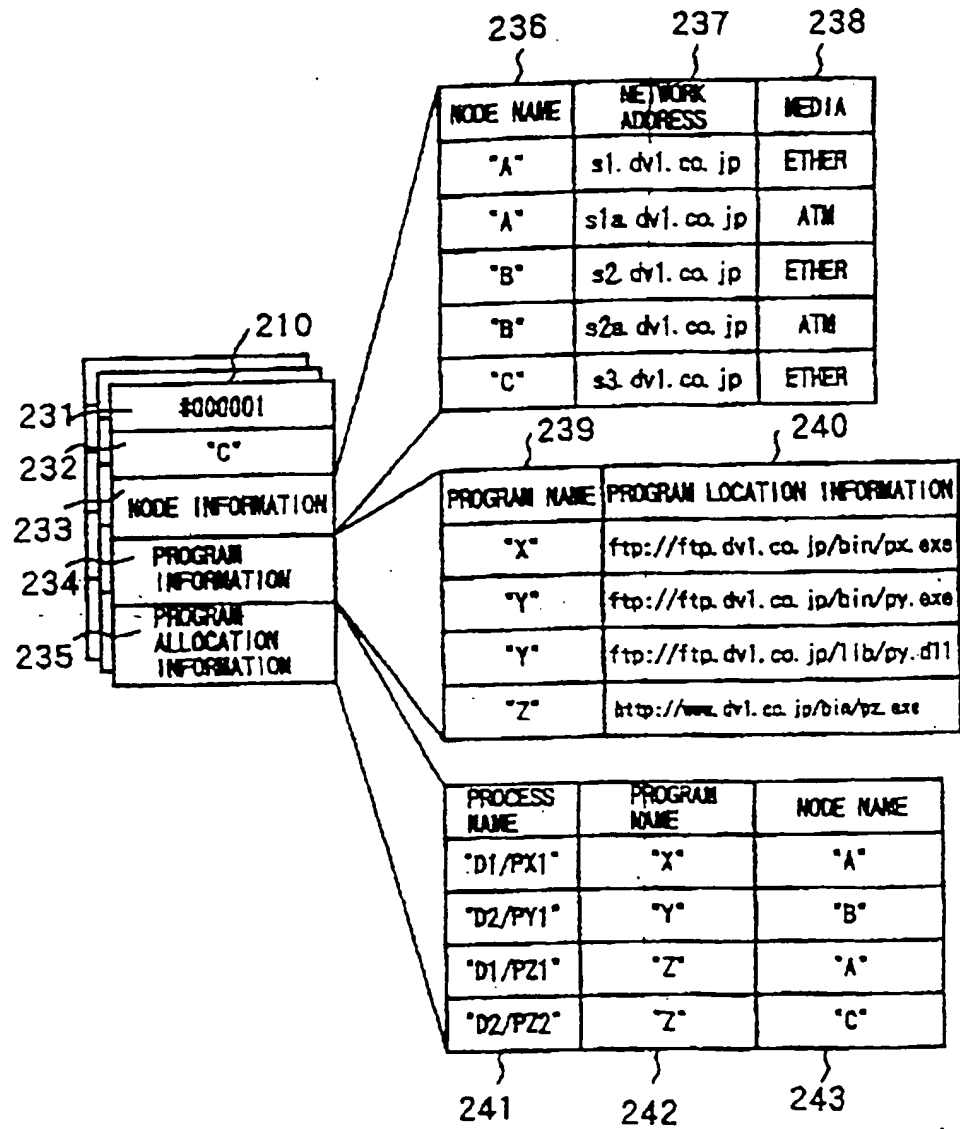 236 237 238
NODE NAME NETWORK ADDRESS MEDIA
"A" s1.dv1.co.jp ETHER
"A" s1a.dv1.co.jp ATM
"B" s2.dv1.co.jp ETHER
"B" s2a.dv1.co.jp ATM
"C" s3.dv1.co.jp ETHER
210
231 #000001
232 "C"
233 NODE INFORMATION
234 PROGRAM
INFORMATION
235 PROGRAM
ALLOCATION
INFORMATION
239 240
PROGRAM NAME PROGRAM LOCATION INFORMATION
"X" ftp://ftp.dv1.co.jp/bin/px.exe
"Y" ftp://ftp.dv1.co.jp/bin/py.exe
"Y" ftp://ftp.dv1.co.jp/lib/py.dll
"Z" http://www.dv1.co.jp/bin/pz.exe
PROCESS NAME PROGRAM NAME NODE NAME
"D1/PX1" "X" "A"
"D2/PY1" "Y" "B"
"D1/PZ1" "Z" "A"
"D2/PZ2" "Z" "C"
241 242 243